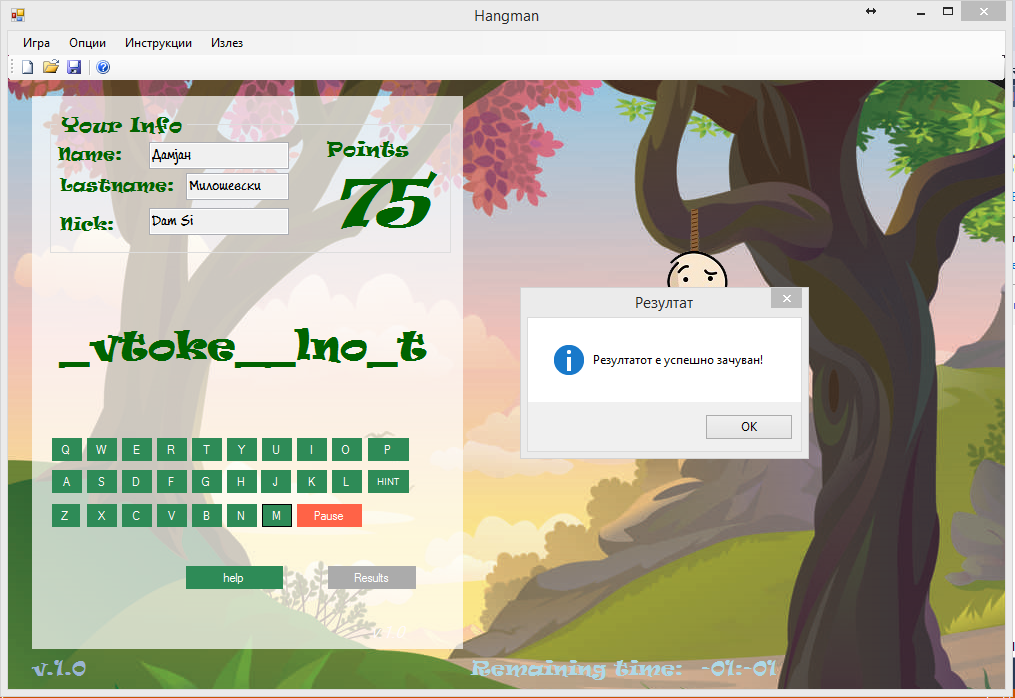 Hangman
Игра Опции Инструкции Излез
Your Info
Name: Дамјан
Points
Lastname: Милошевски
75
Nick: Dam Si
_vtoke__lno_t
Резултат
Резултатот е успешно зачуван!
OK
Q W E R T Y U I O P
A S D F G H J K L HINT
Z X C V B N M Pause
help Results
v.1.0 Remaining time: -01:-01